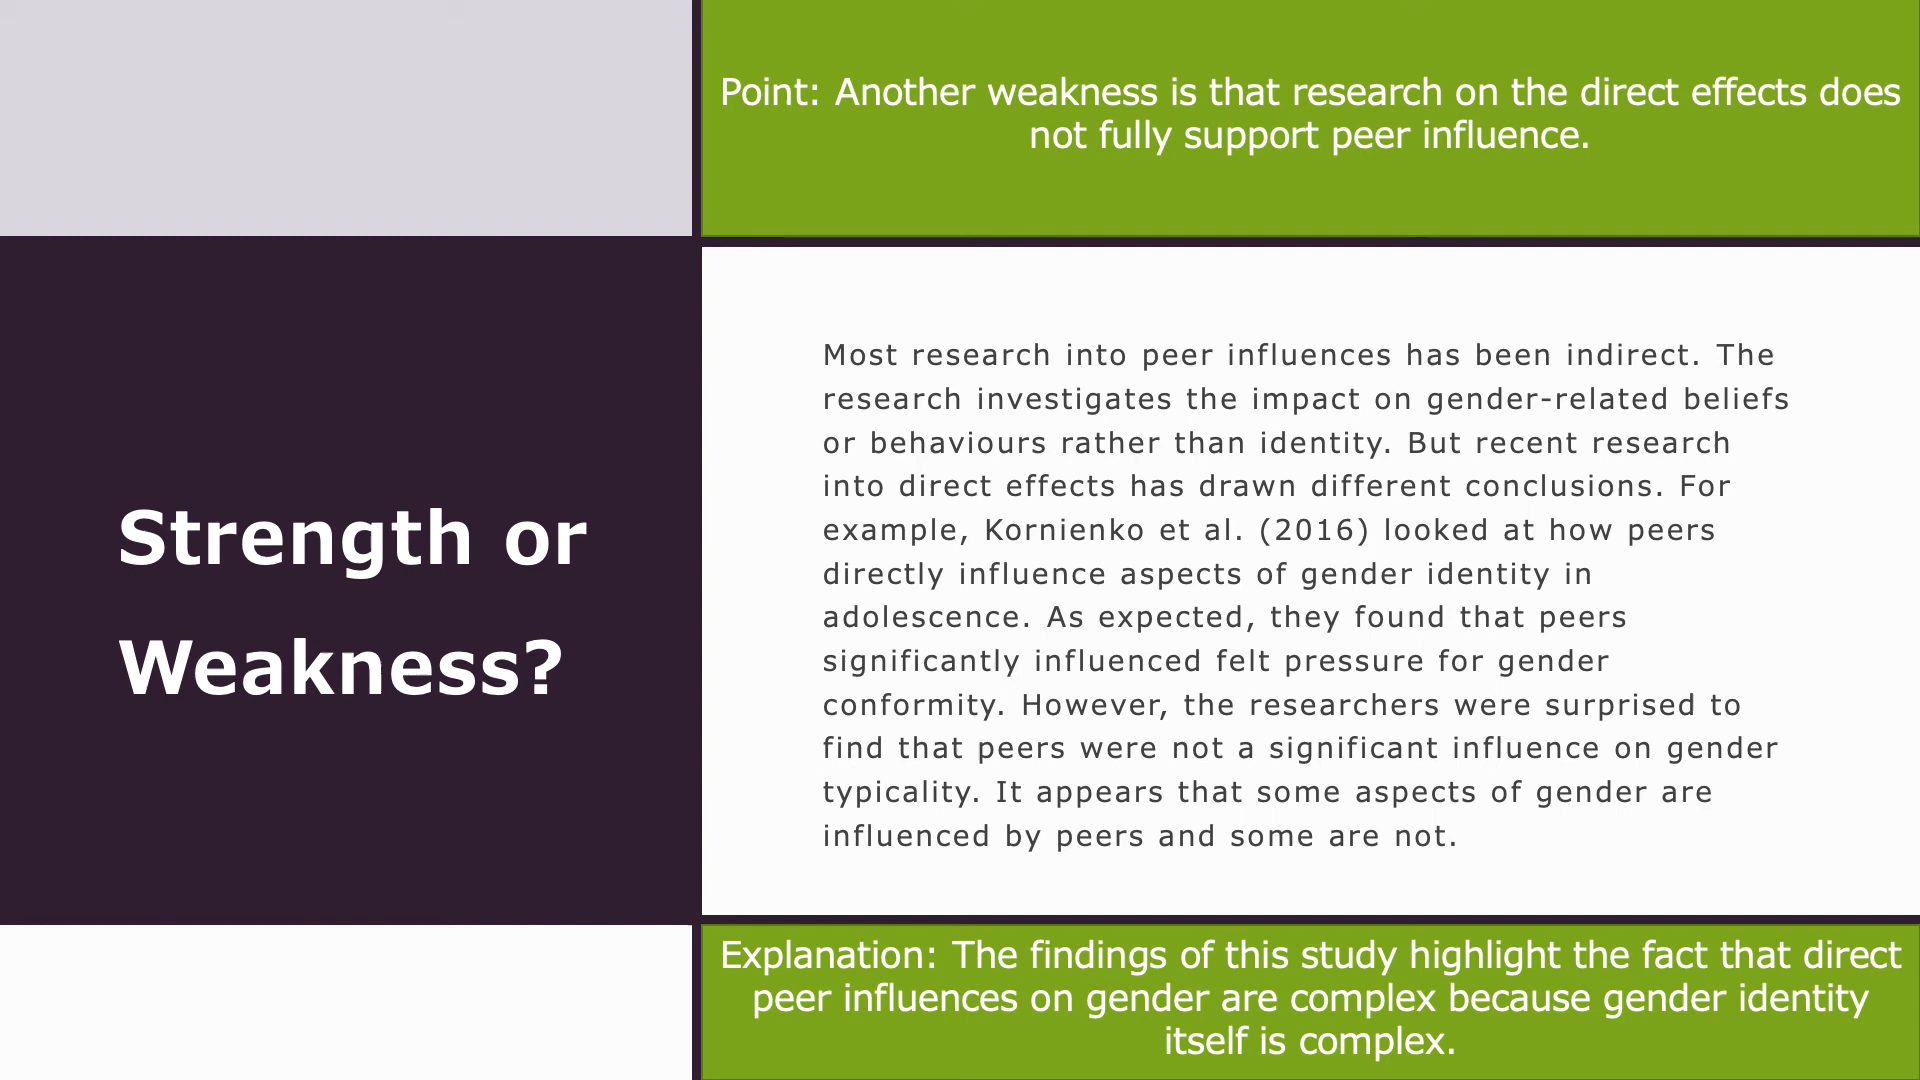 Point: Another weakness is that research on the direct effects does
not fully support peer influence.
Strength or
Weakness?
Most research into peer influences has been indirect. The
research investigates the impact on gender-related beliefs
or behaviours rather than identity. But recent research
into direct effects has drawn different conclusions. For
example, Kornienko et al. (2016) looked at how peers
directly influence aspects of gender identity in
adolescence. As expected, they found that peers
significantly influenced felt pressure for gender
conformity. However, the researchers were surprised to
find that peers were not a significant influence on gender
typicality. It appears that some aspects of gender are
influenced by peers and some are not.
Explanation: The findings of this study highlight the fact that direct
peer influences on gender are complex because gender identity
itself is complex.